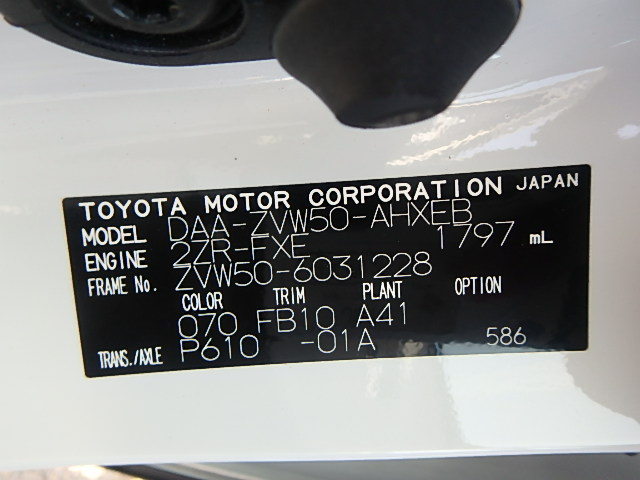 TOYOTA MOTOR CORPORATION JAPAN
MODEL DAA-ZVW50-AHXEB
ENGINE 2ZR-FXE 1797 mL
FRAME No. ZVW50-6031228
COLOR TRIM PLANT OPTION
070 FB10 A41
TRANS./AXLE P610 -01A 586